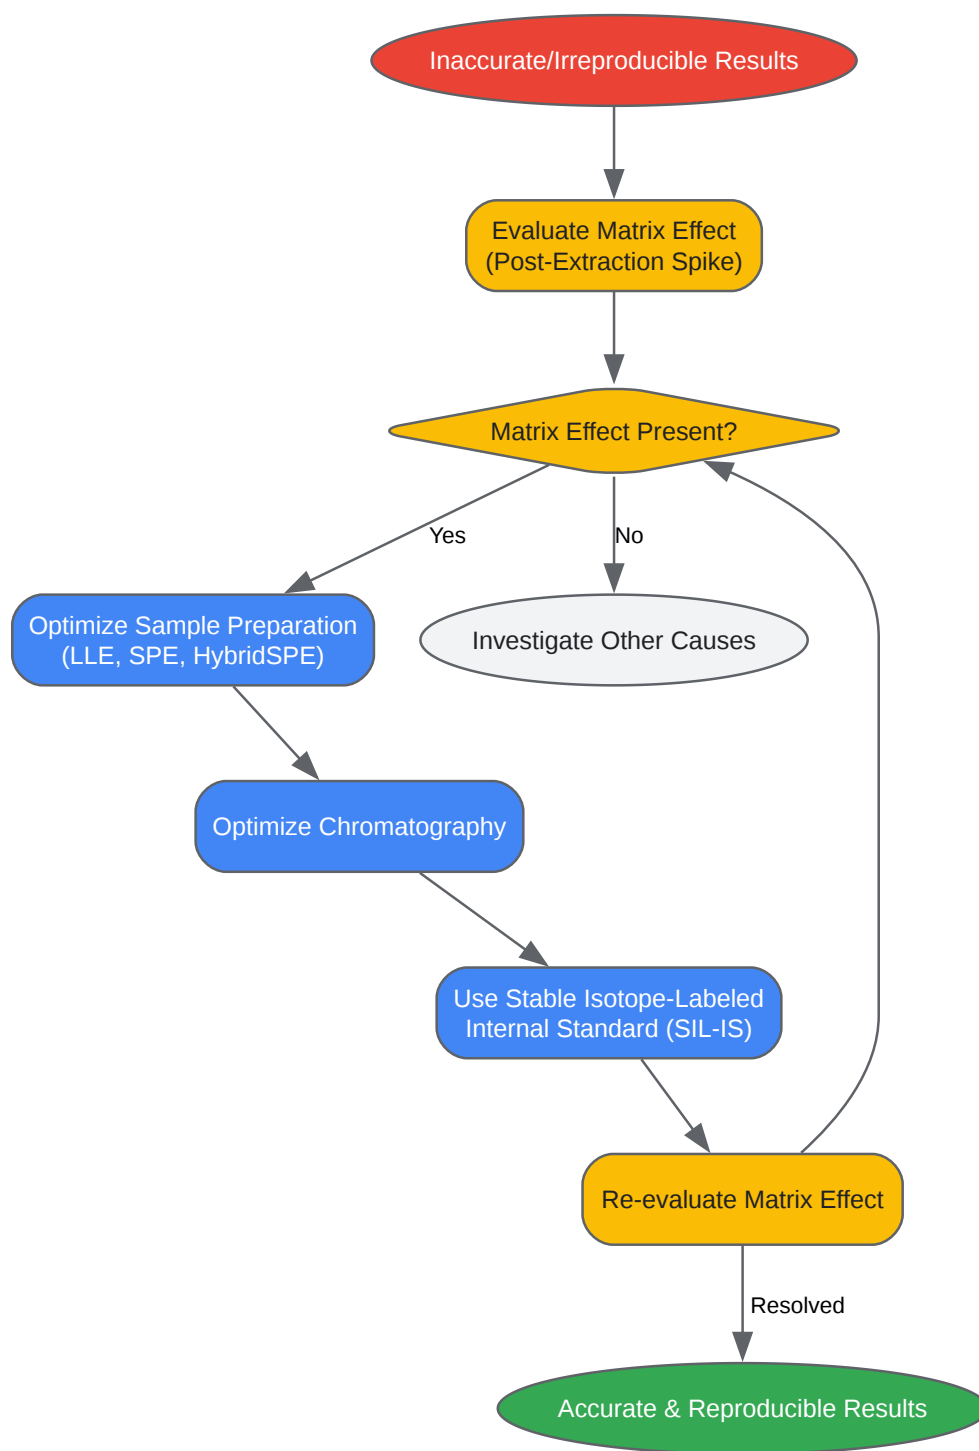 Inaccurate/Irreproducible Results
Evaluate Matrix Effect
(Post-Extraction Spike)
Matrix Effect Present?
Yes
No
Optimize Sample Preparation
(LLE, SPE, HybridSPE)
Investigate Other Causes
Optimize Chromatography
Use Stable Isotope-Labeled
Internal Standard (SIL-IS)
Re-evaluate Matrix Effect
Resolved
Accurate & Reproducible Results